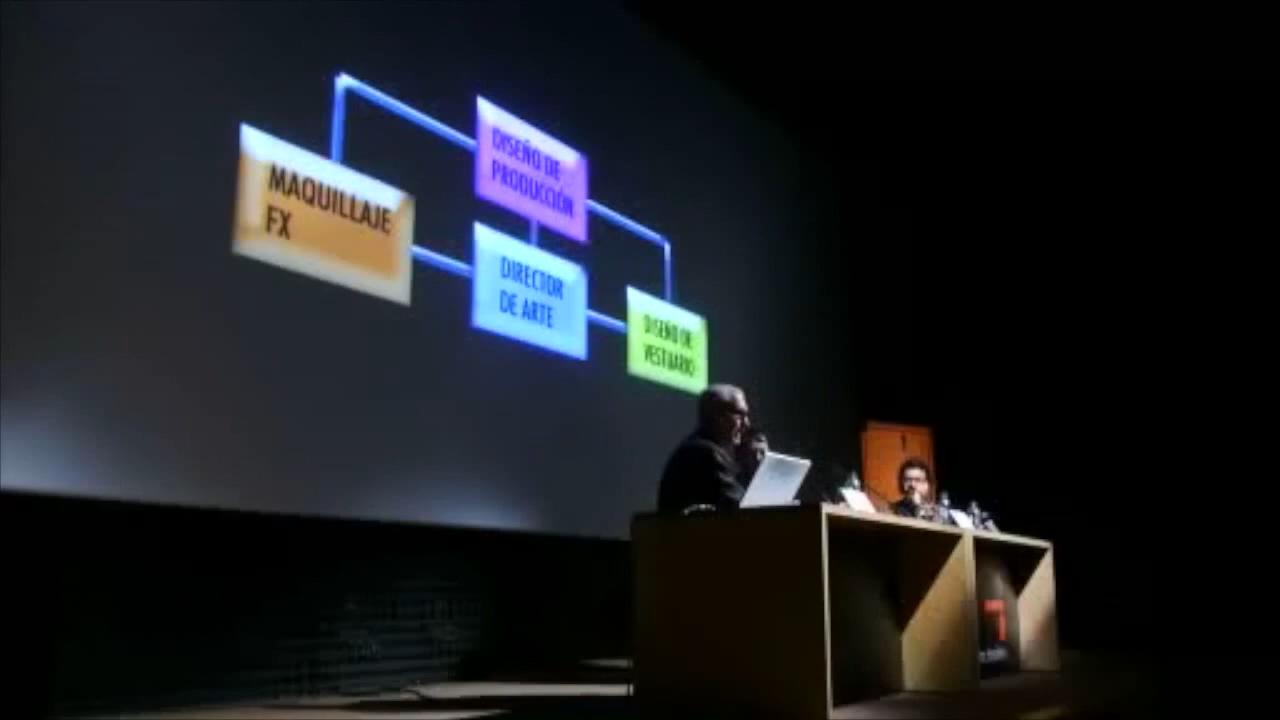 DISEÑO DE
PRODUCCIÓN
MAQUILLAJE
FX
DIRECTOR
DE ARTE
DISEÑO DE
VESTUARIO